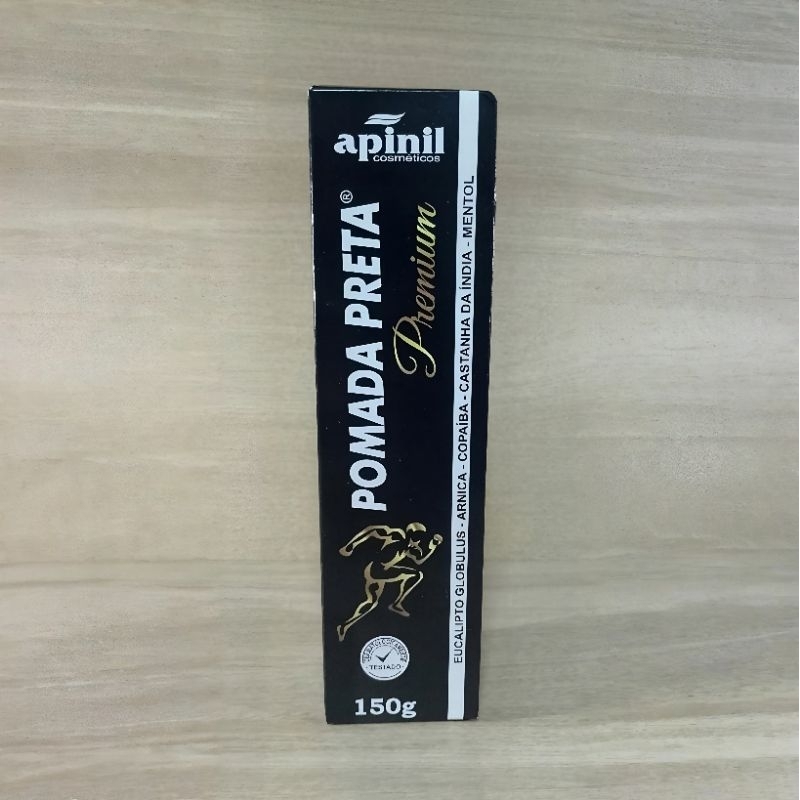 apinil
cosméticos
POMADA PRETA®
Premium
EUCALIPTO GLOBULUS - ARNICA - COPAÍBA - CASTANHA DA ÍNDIA - MENTOL
TESTADO
150g